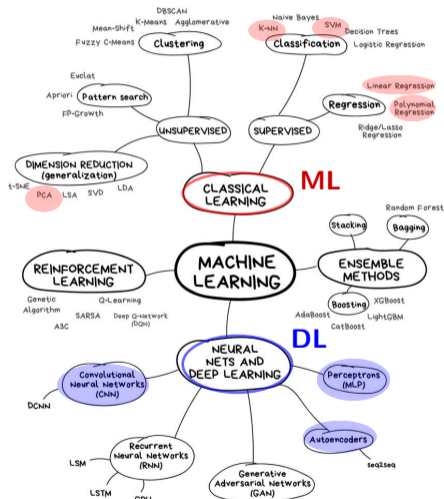 DBSCAN
K-Means Agglomerative
Mean-Shift
Fuzzy C-Means
Clustering
Naive Bayes
K-NN
SVM
Decision Trees
Classification
Logistic Regression
Euclat
Apriori
Pattern search
FP-Growth
Linear Regression
Regression
Polynomial
Regression
Ridge/Lasso
Regression
UNSUPERVISED
SUPERVISED
DIMENSION REDUCTION
(generalization)
t-SNE
PCA
LSA
SVD
LDA
CLASSICAL
LEARNING
ML
Random Forest
Stacking
Bagging
MACHINE
LEARNING
REINFORCEMENT
LEARNING
ENSEMBLE
METHODS
Genetic
Algorithm
Q-Learning
SARSA
Deep Q-Network
(DQN)
A3C
Boosting
XGBoost
AdaBoost
LightGBM
CatBoost
NEURAL
NETS AND
DEEP LEARNING
DL
Convolutional
Neural Networks
(CNN)
DCNN
Perceptrons
(MLP)
Autoencoders
seq2seq
Recurrent
Neural Networks
(RNN)
LSM
LSTM
Generative
Adversarial Networks
(GAN)